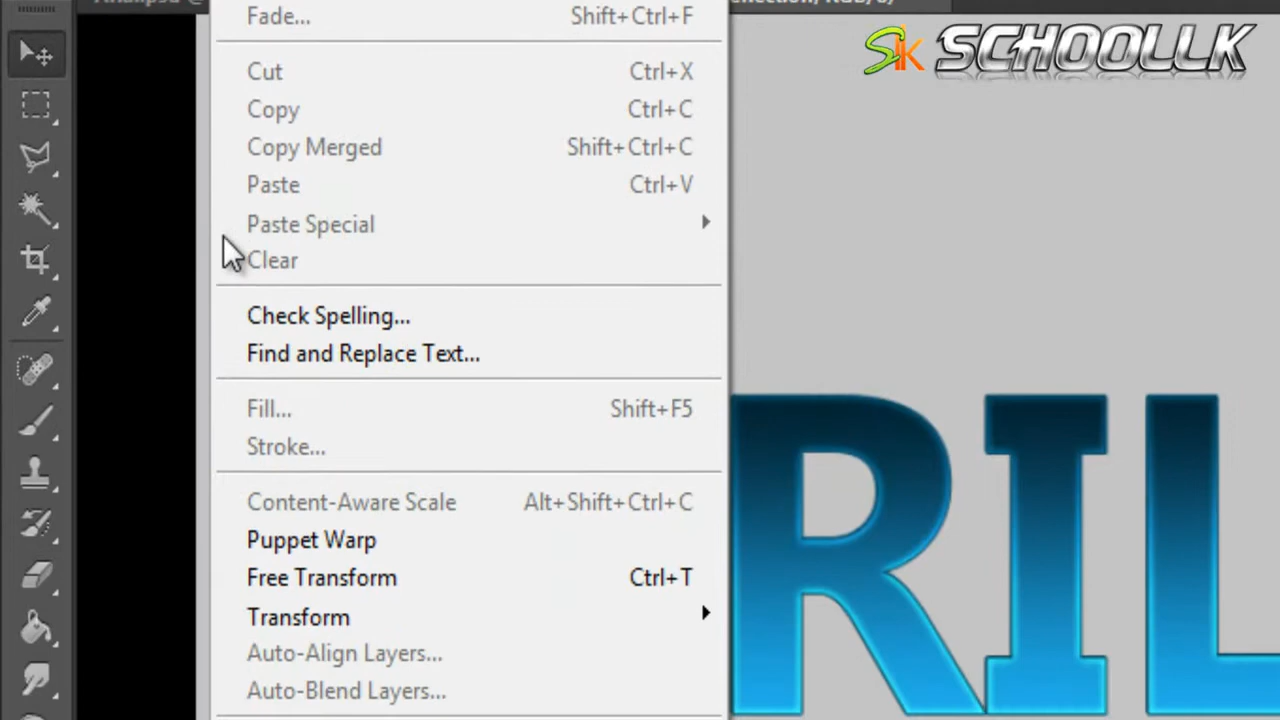 Fade... Shift+Ctrl+F
SK SCHOOLLK
Cut Ctrl+X
Copy Ctrl+C
Copy Merged Shift+Ctrl+C
Paste Ctrl+V
Paste Special
Clear
Check Spelling...
Find and Replace Text...
Fill... Shift+F5
Stroke...
Content-Aware Scale Alt+Shift+Ctrl+C
Puppet Warp
Free Transform Ctrl+T
Transform
Auto-Align Layers...
Auto-Blend Layers...
RIL